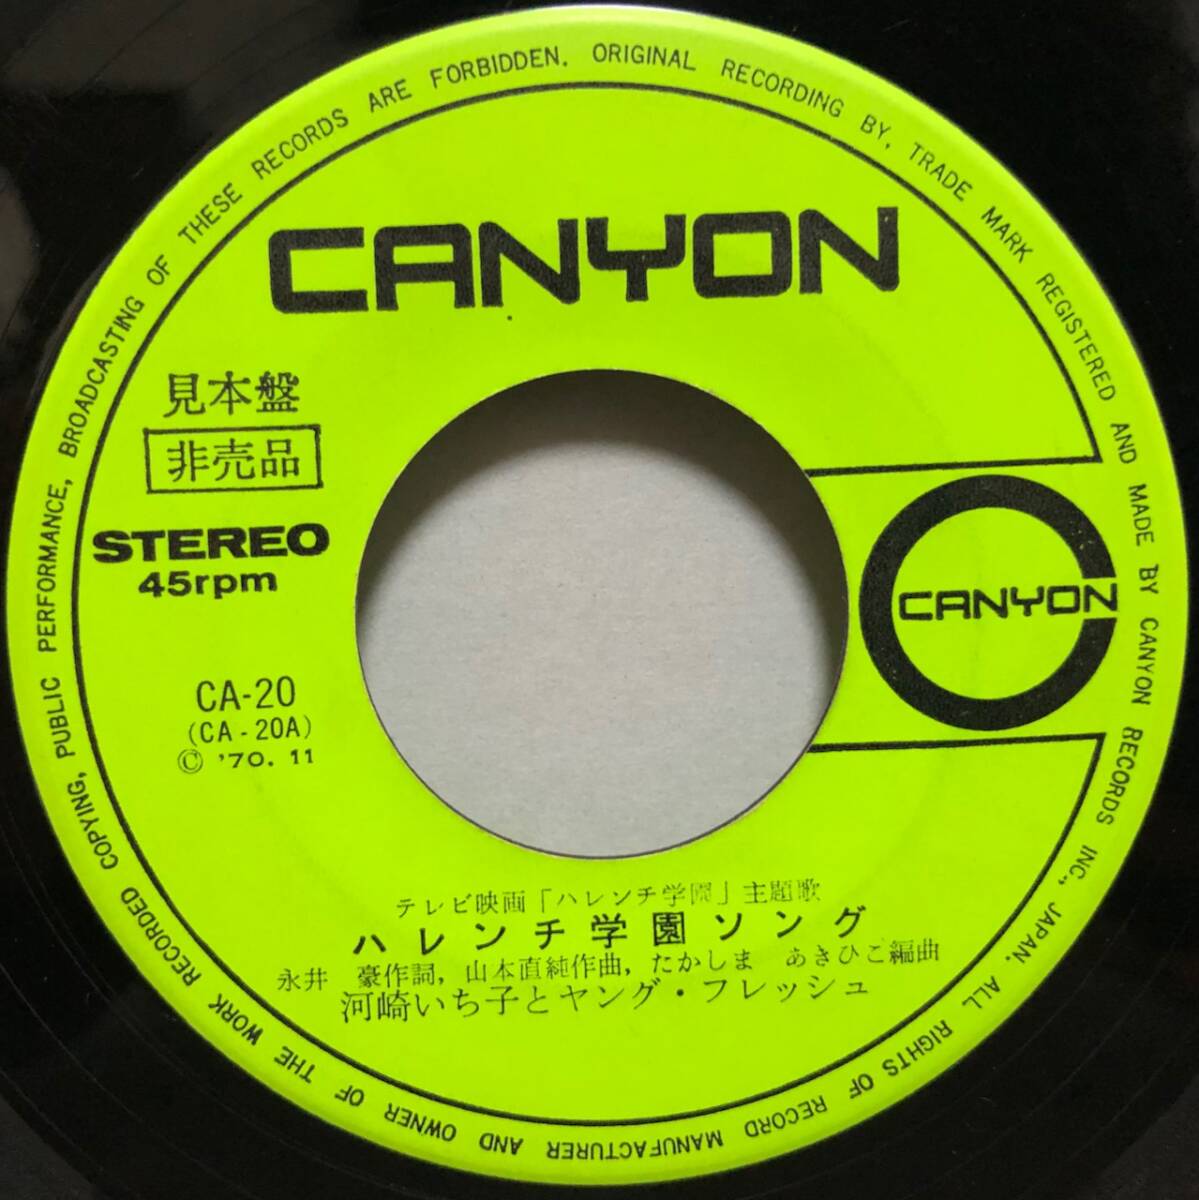 CANYON
見本盤
非売品
STEREO
45rpm
CA-20
(CA-20A)
© '70.11
CANYON
テレビ映画「ハレンチ学園」主題歌
ハレンチ学園ソング
永井 豪作詞, 山本直純作曲, たかしま あきひこ編曲
河崎いち子とヤング・フレッシュ
ORIGINAL RECORDING BY, TRADE MARK REGISTERED AND MADE BY CANYON RECORDS INC., JAPAN. ALL RIGHTS OF RECORD MANUFACTURER AND OWNER OF THE WORK RECORDED COPYING, PUBLIC PERFORMANCE, BROADCASTING OF THESE RECORDS ARE FORBIDDEN.